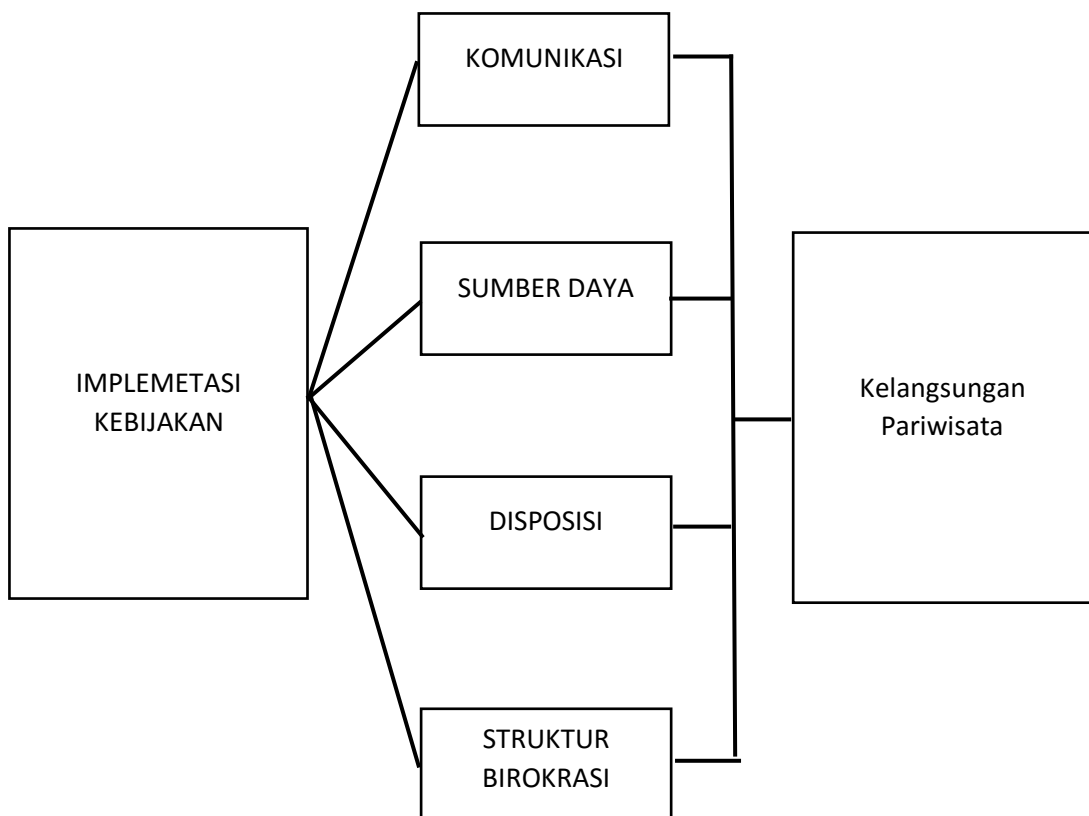 KOMUNIKASI
SUMBER DAYA
IMPLEMETASI
KEBIJAKAN
Kelangsungan
Pariwisata
DISPOSISI
STRUKTUR
BIROKRASI